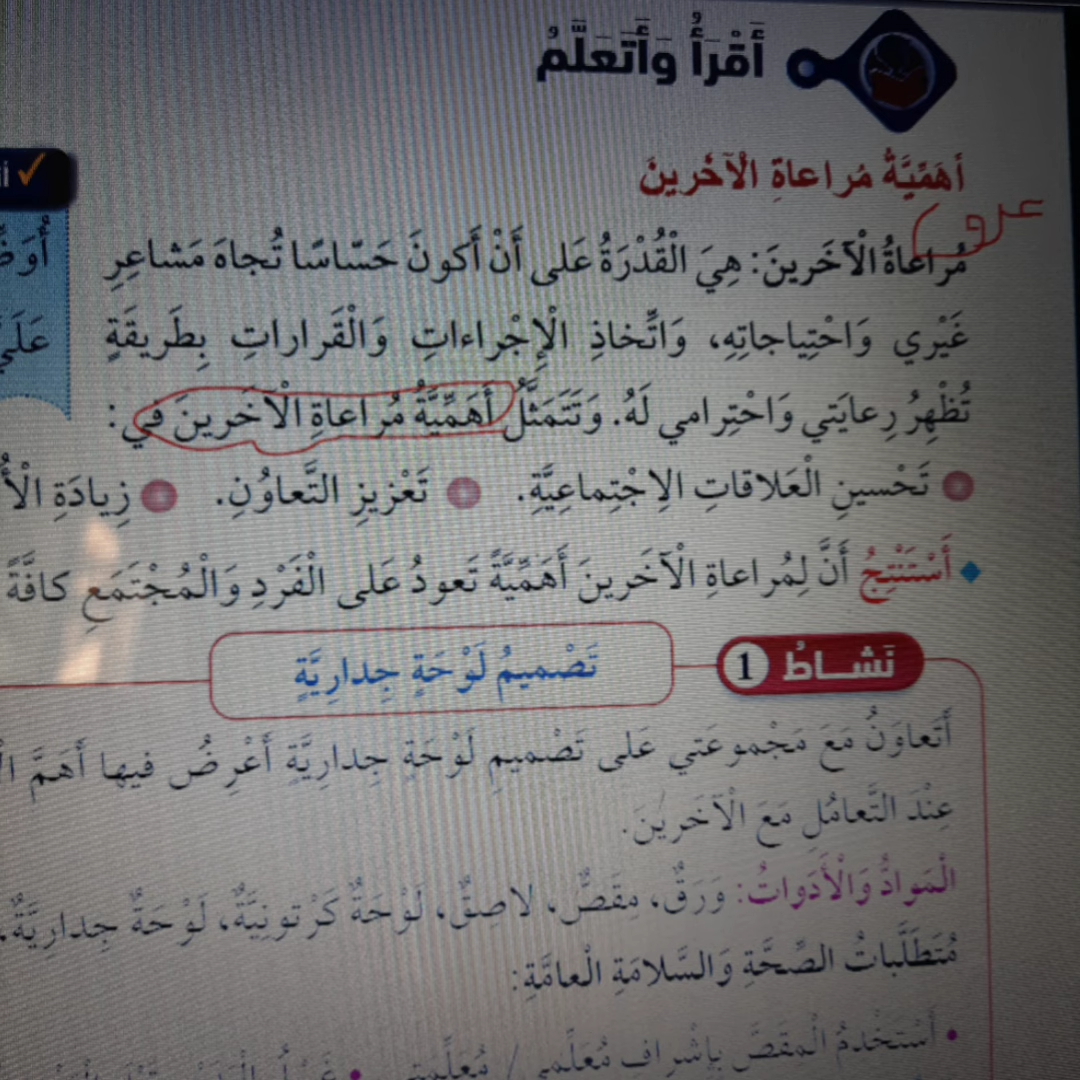 أَقْرَأُ وَأَتَعَلَّمُ
أَهَمِّيَّةُ مُراعاةِ الْآخَرينَ
مُراعاةُ الْآخَرينَ: هِيَ الْقُدْرَةُ عَلى أَنْ أَكونَ حَسّاسًا تُجاهَ مَشاعِرِ
غَيْري وَاحْتِياجاتِهِ، وَاتِّخاذِ الْإِجْراءاتِ وَالْقَراراتِ بِطَريقَةٍ
تُظْهِرُ رِعايَتي وَاحْتِرامي لَهُ. وَتَتَمَثَّلُ أَهَمِّيَّةُ مُراعاةِ الْآخَرينَ في:
تَحْسينِ الْعَلاقاتِ الِاجْتِماعِيَّةِ. تَعْزيزِ التَّعاوُنِ. زِيادَةِ
أَسْتَنْتِجُ أَنَّ لِمُراعاةِ الْآخَرينَ أَهَمِّيَّةً تَعودُ عَلى الْفَرْدِ وَالْمُجْتَمَعِ كافَّةً
نَشاطُ 1 تَصْميمُ لَوْحَةٍ جِدارِيَّةٍ
أَتَعاوَنُ مَعَ مَجْموعَتي عَلى تَصْميمِ لَوْحَةٍ جِدارِيَّةٍ أَعْرِضُ فيها أَهَمَّ
عِنْدَ التَّعامُلِ مَعَ الْآخَرينَ.
الْمَوادُّ وَالْأَدَواتُ: وَرَقٌ، مِقَصٌّ، لاصِقٌ، لَوْحَةٌ كَرْتونِيَّةٌ، لَوْحَةٌ جِدارِيَّةٌ،
مُتَطَلَّباتُ الصِّحَّةِ وَالسَّلامَةِ الْعامَّةِ:
أَسْتَخْدِمُ الْمِقَصَّ بِإِشْرافِ مُعَلِّمي / مُعَلِّمَتي